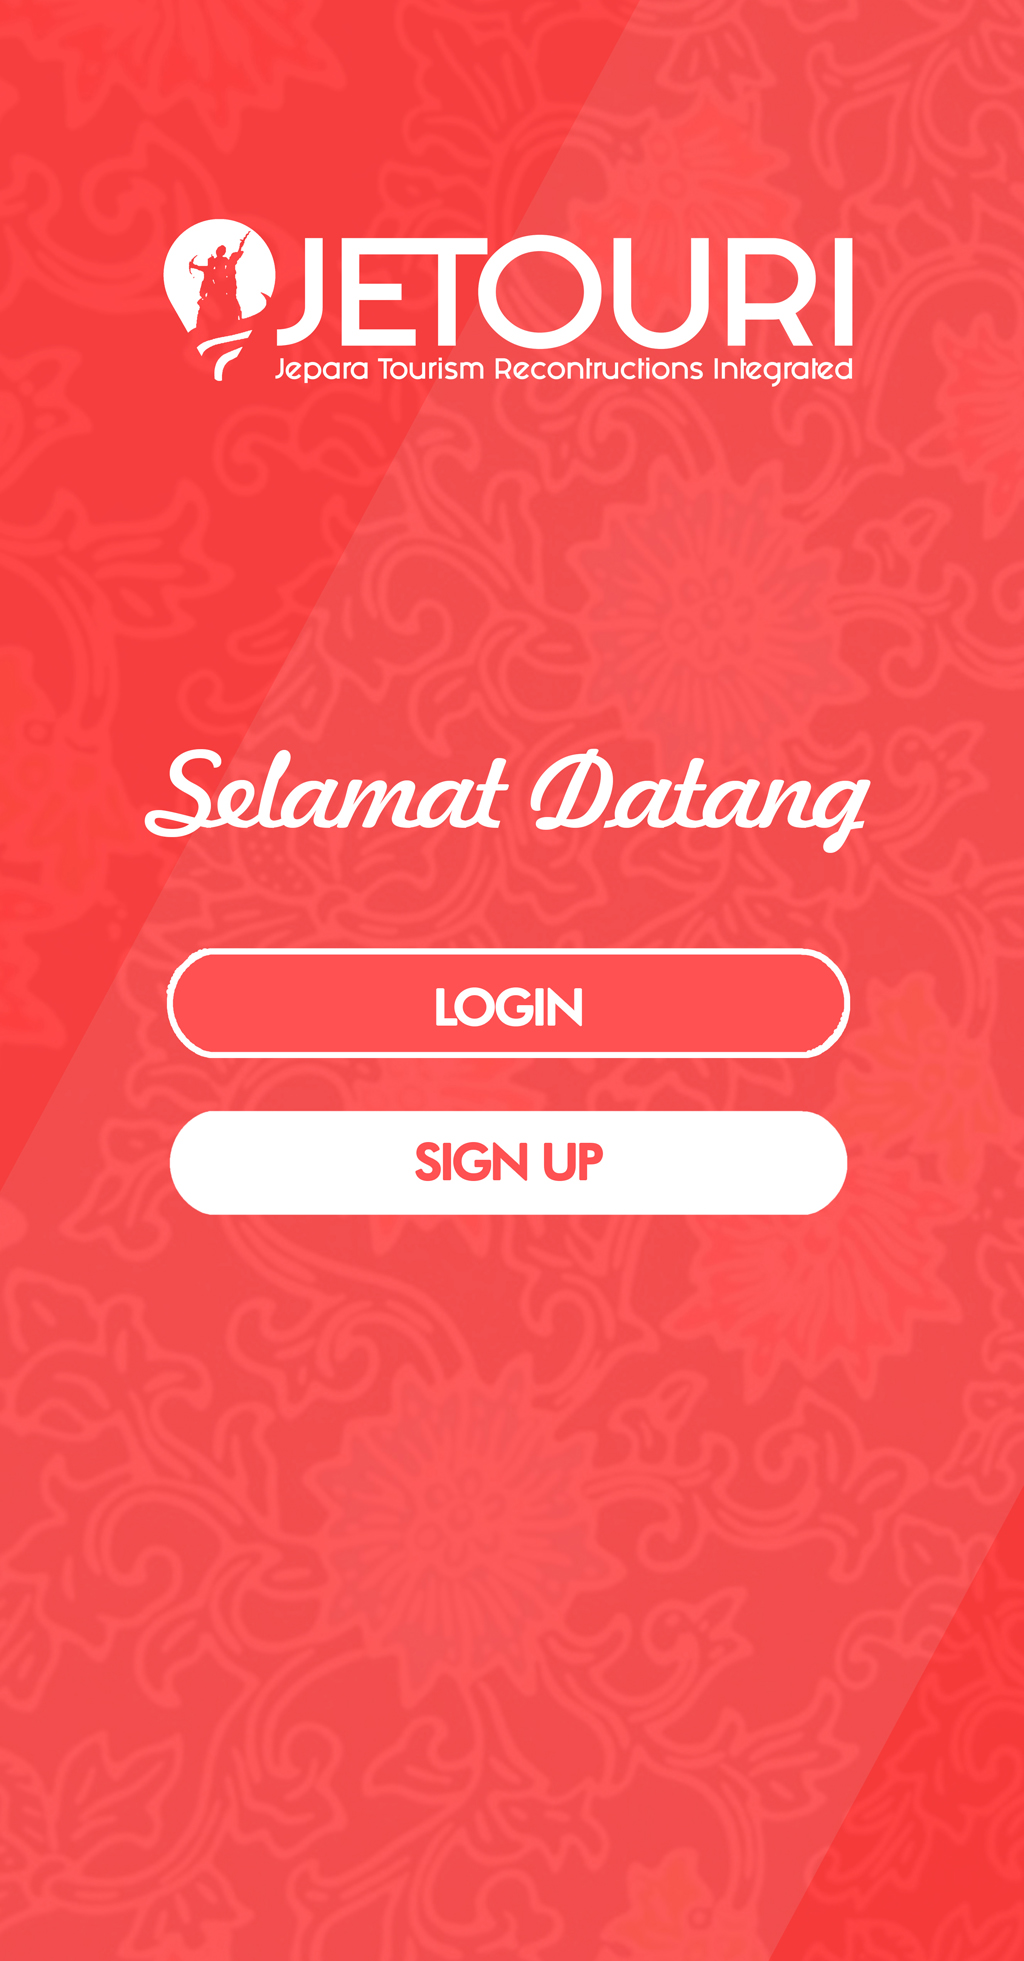 JETOURI
Jepara Tourism Recontructions Integrated
Selamat Datang
LOGIN
SIGN UP